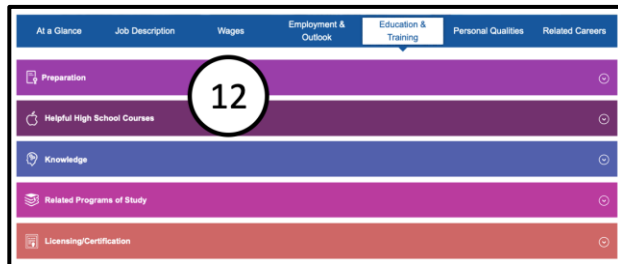 At a Glance Job Description Wages Employment & Outlook Education & Training Personal Qualities Related Careers
Preparation
12
Helpful High School Courses
Knowledge
Related Programs of Study
Licensing/Certification